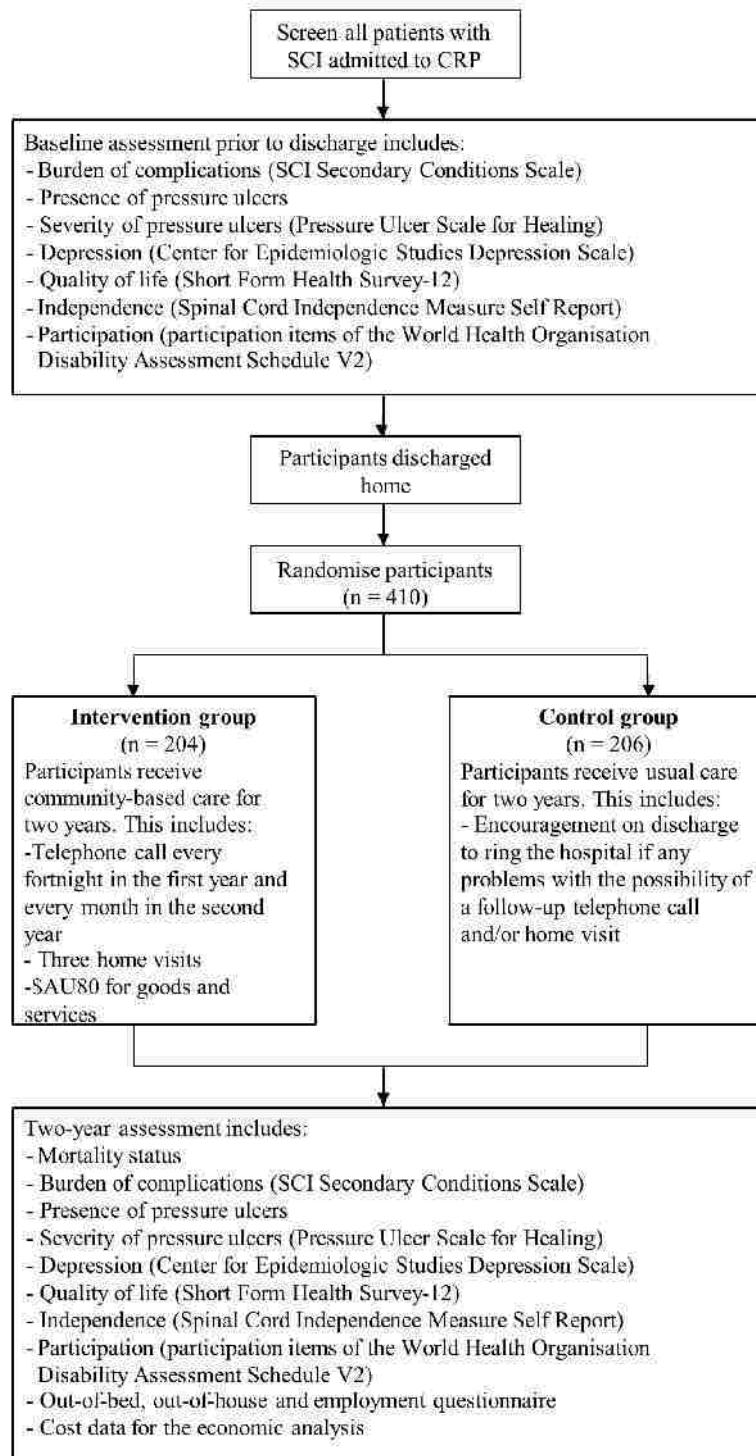 Screen all patients with
SCI admitted to CRP
Baseline assessment prior to discharge includes:
- Burden of complications (SCI Secondary Conditions Scale)
- Presence of pressure ulcers
- Severity of pressure ulcers (Pressure Ulcer Scale for Healing)
- Depression (Center for Epidemiologic Studies Depression Scale)
- Quality of life (Short Form Health Survey-12)
- Independence (Spinal Cord Independence Measure Self Report)
- Participation (participation items of the World Health Organisation
Disability Assessment Schedule V2)
Participants discharged
home
Randomise participants
(n = 410)
Intervention group
(n = 204)
Participants receive
community-based care for
two years. This includes:
-Telephone call every
fortnight in the first year and
every month in the second
year
- Three home visits
-$AU80 for goods and
services
Control group
(n = 206)
Participants receive usual care
for two years. This includes:
- Encouragement on discharge
to ring the hospital if any
problems with the possibility of
a follow-up telephone call
and/or home visit
Two-year assessment includes:
- Mortality status
- Burden of complications (SCI Secondary Conditions Scale)
- Presence of pressure ulcers
- Severity of pressure ulcers (Pressure Ulcer Scale for Healing)
- Depression (Center for Epidemiologic Studies Depression Scale)
- Quality of life (Short Form Health Survey-12)
- Independence (Spinal Cord Independence Measure Self Report)
- Participation (participation items of the World Health Organisation
Disability Assessment Schedule V2)
- Out-of-bed, out-of-house and employment questionnaire
- Cost data for the economic analysis